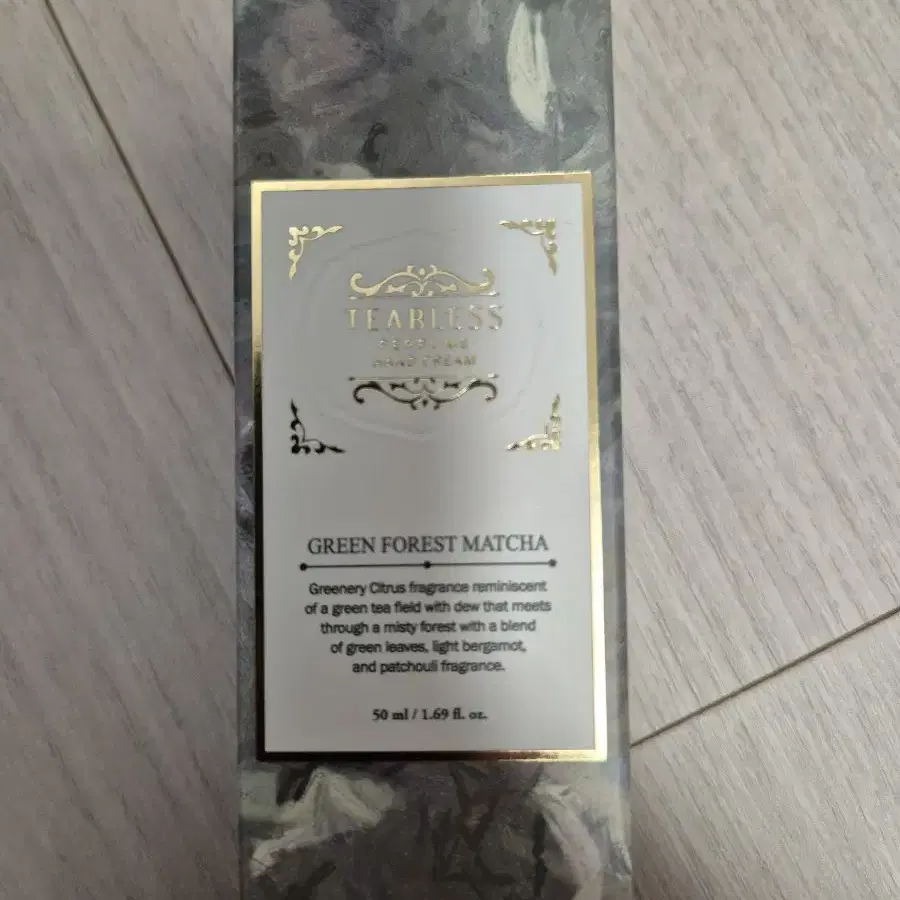 TEARLESS
PERFUME
HAND CREAM
GREEN FOREST MATCHA
Greenery Citrus fragrance reminiscent
of a green tea field with dew that meets
through a misty forest with a blend
of green leaves, light bergamot,
and patchouli fragrance.
50 ml / 1.69 fl. oz.